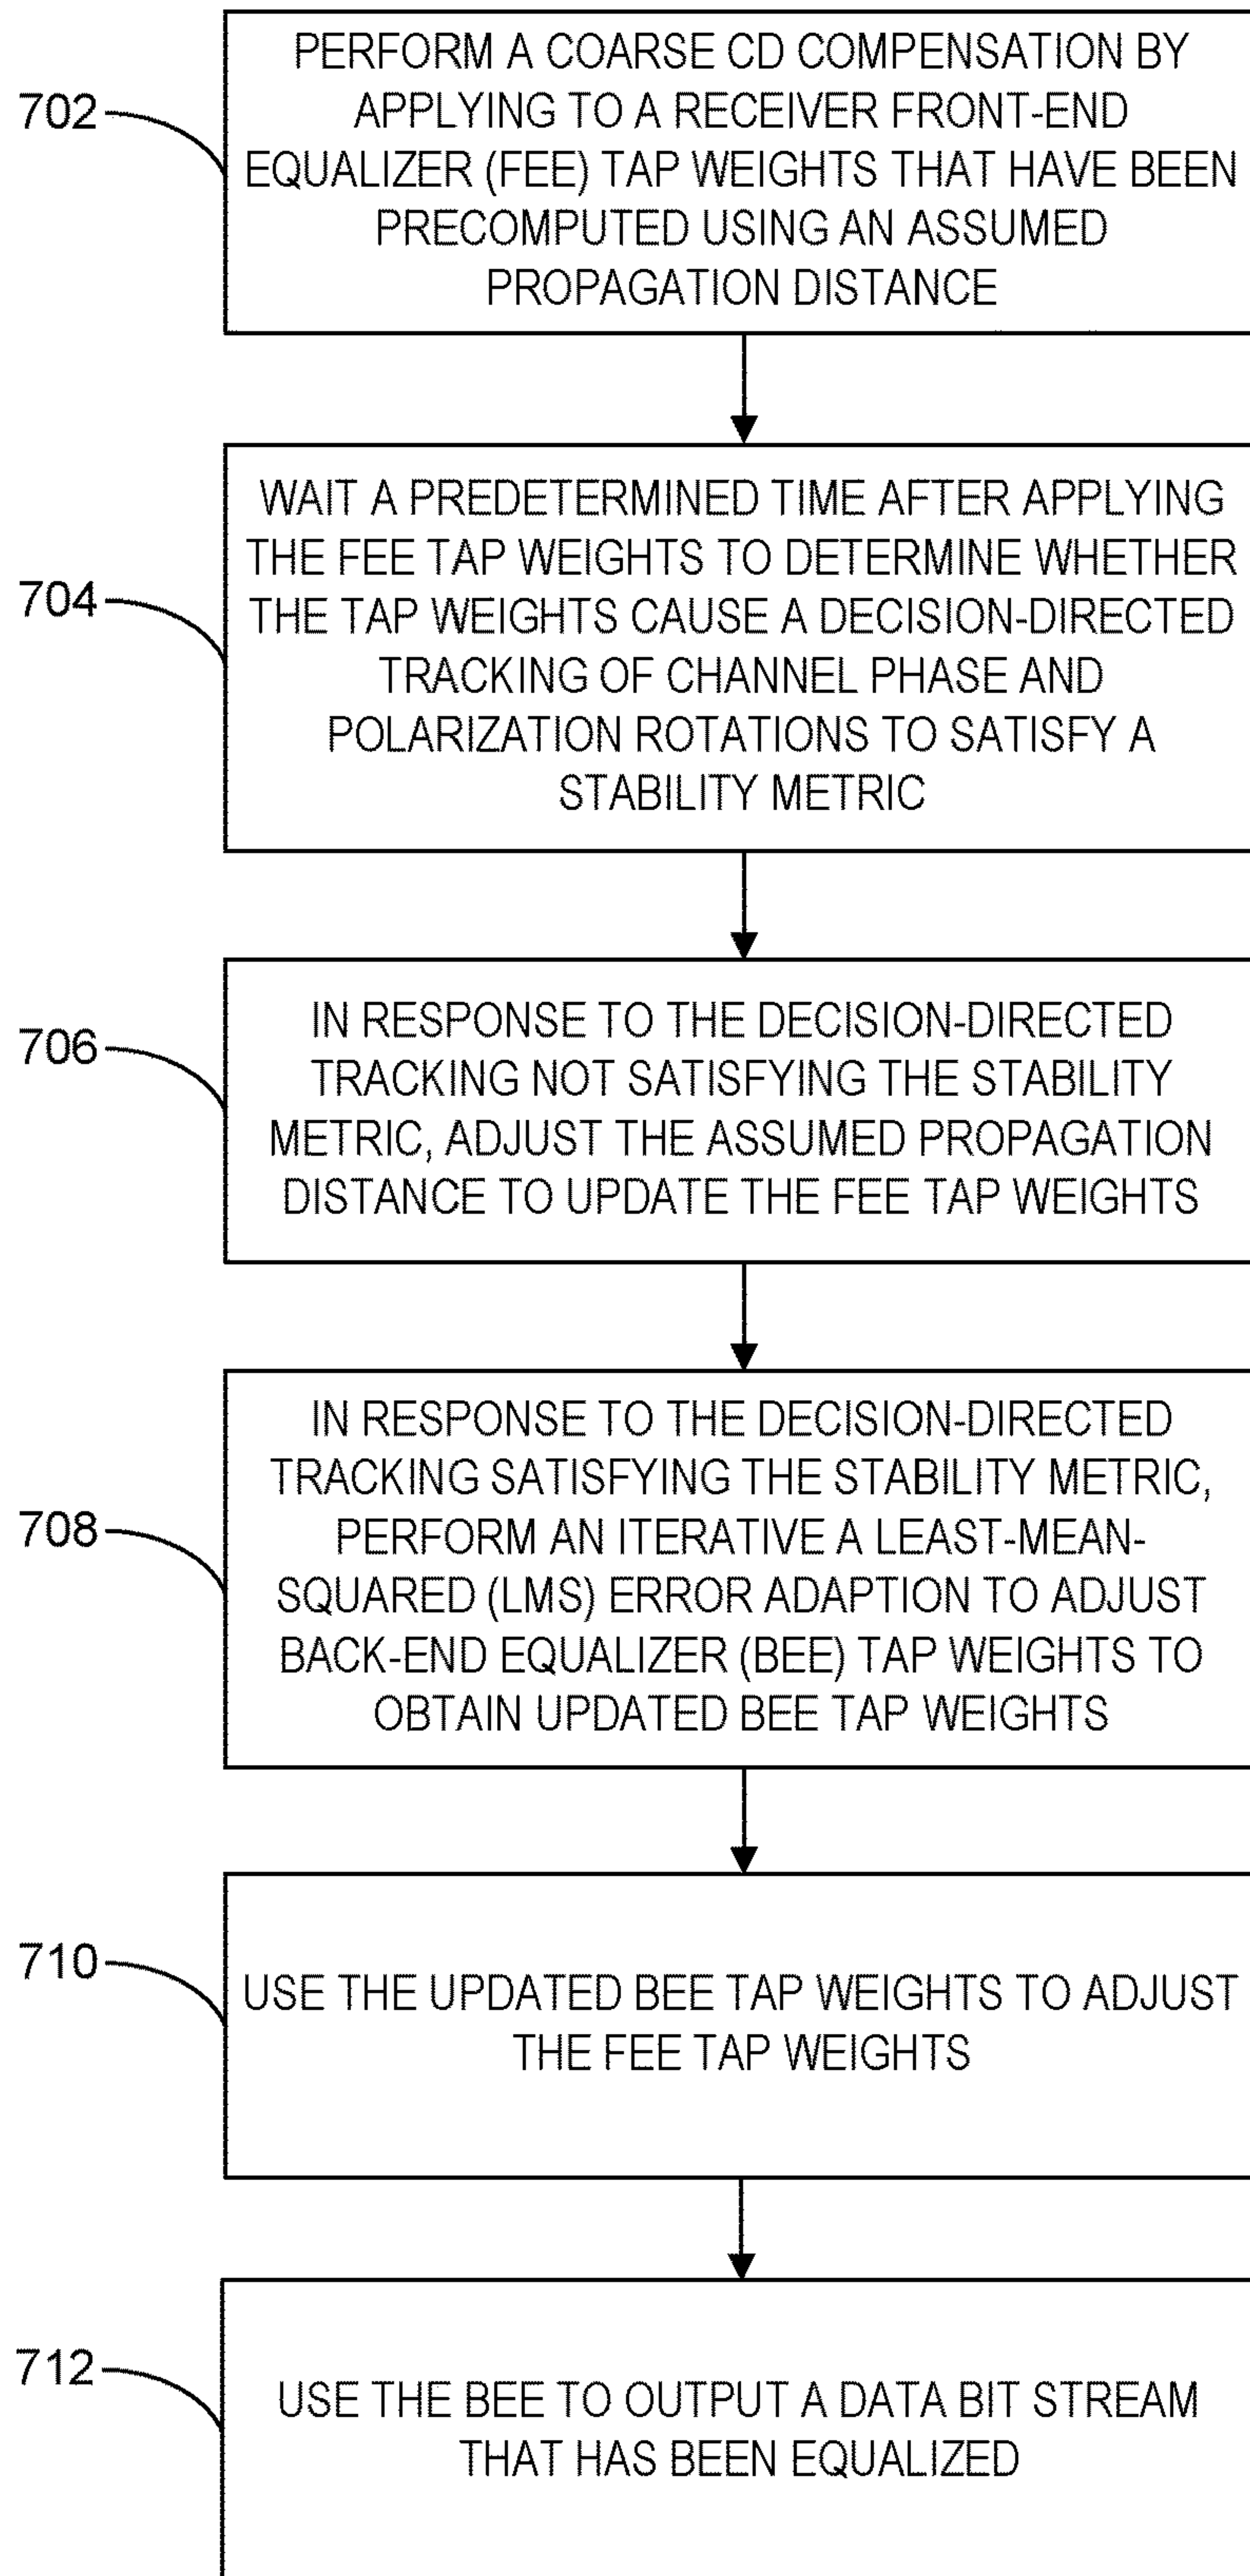 702
PERFORM A COARSE CD COMPENSATION BY
APPLYING TO A RECEIVER FRONT-END
EQUALIZER (FEE) TAP WEIGHTS THAT HAVE BEEN
PRECOMPUTED USING AN ASSUMED
PROPAGATION DISTANCE
704
WAIT A PREDETERMINED TIME AFTER APPLYING
THE FEE TAP WEIGHTS TO DETERMINE WHETHER
THE TAP WEIGHTS CAUSE A DECISION-DIRECTED
TRACKING OF CHANNEL PHASE AND
POLARIZATION ROTATIONS TO SATISFY A
STABILITY METRIC
706
IN RESPONSE TO THE DECISION-DIRECTED
TRACKING NOT SATISFYING THE STABILITY
METRIC, ADJUST THE ASSUMED PROPAGATION
DISTANCE TO UPDATE THE FEE TAP WEIGHTS
708
IN RESPONSE TO THE DECISION-DIRECTED
TRACKING SATISFYING THE STABILITY METRIC,
PERFORM AN ITERATIVE A LEAST-MEAN-
SQUARED (LMS) ERROR ADAPTION TO ADJUST
BACK-END EQUALIZER (BEE) TAP WEIGHTS TO
OBTAIN UPDATED BEE TAP WEIGHTS
710
USE THE UPDATED BEE TAP WEIGHTS TO ADJUST
THE FEE TAP WEIGHTS
712
USE THE BEE TO OUTPUT A DATA BIT STREAM
THAT HAS BEEN EQUALIZED